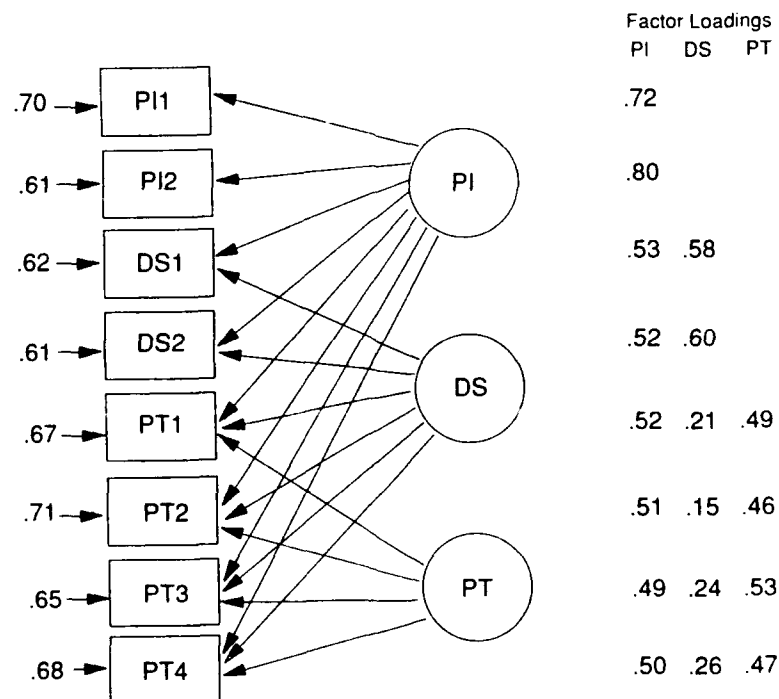 Factor Loadings
PI DS PT
.70 PI1 .72
PI
.61 PI2 .80
.62 DS1 .53 .58
.61 DS2 .52 .60
DS
.67 PT1 .52 .21 .49
.71 PT2 .51 .15 .46
PT
.65 PT3 .49 .24 .53
.68 PT4 .50 .26 .47